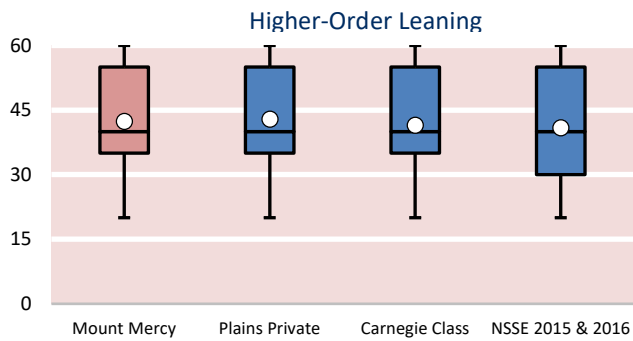 Higher-Order Leaning
60
45
30
15
0
Mount Mercy
Plains Private
Carnegie Class
NSSE 2015 & 2016